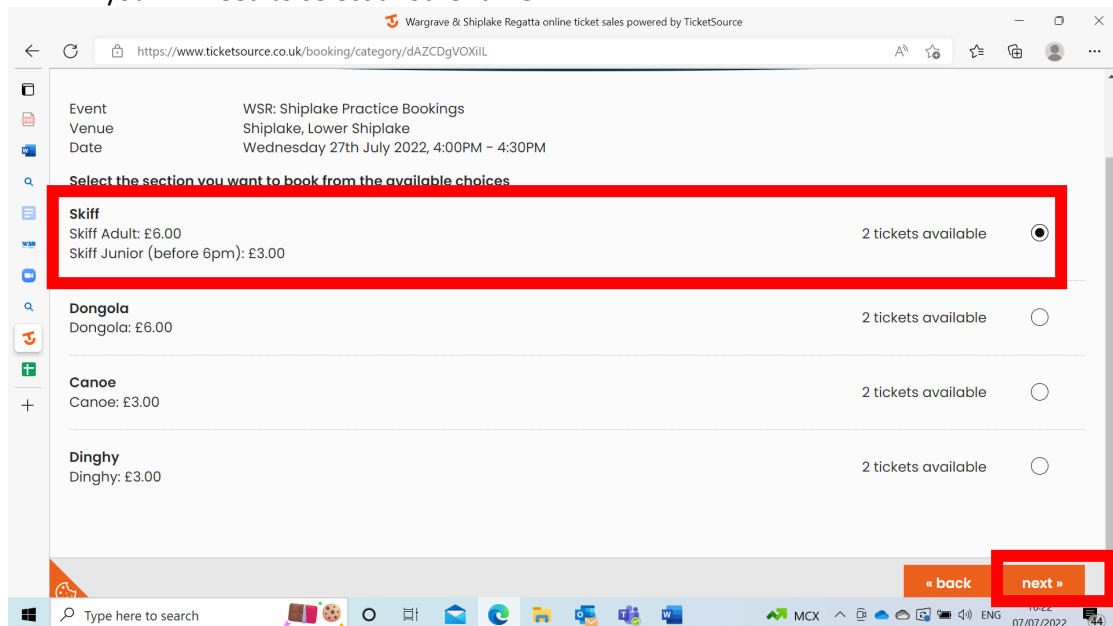 Wargrave & Shiplake Regatta online ticket sales powered by TicketSource
https://www.ticketsource.co.uk/booking/category/dAZCDgVOXiIL
Event WSR: Shiplake Practice Bookings
Venue Shiplake, Lower Shiplake
Date Wednesday 27th July 2022, 4:00PM - 4:30PM
Select the section you want to book from the available choices
Skiff
Skiff Adult: £6.00
2 tickets available
Skiff Junior (before 6pm): £3.00
Dongola
Dongola: £6.00
2 tickets available
Canoe
Canoe: £3.00
2 tickets available
Dinghy
Dinghy: £3.00
2 tickets available
« back next »
Type here to search
MCX
ENG
07/07/2022
44